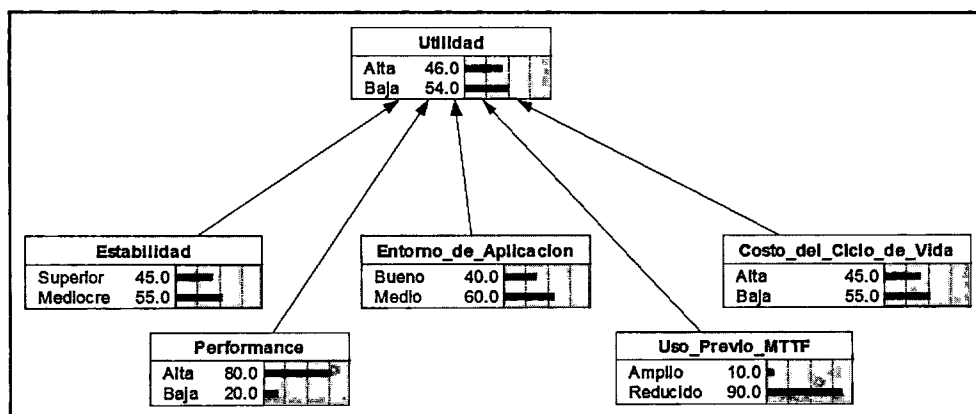 Utilidad
Alta 46.0
Baja 54.0
Estabilidad
Superior 45.0
Mediocre 55.0
Entorno_de_Aplicacion
Bueno 40.0
Medio 60.0
Costo_del_Ciclo_de_Vida
Alta 45.0
Baja 55.0
Performance
Alta 80.0
Baja 20.0
Uso_Previo_MTTF
Amplio 10.0
Reducido 90.0